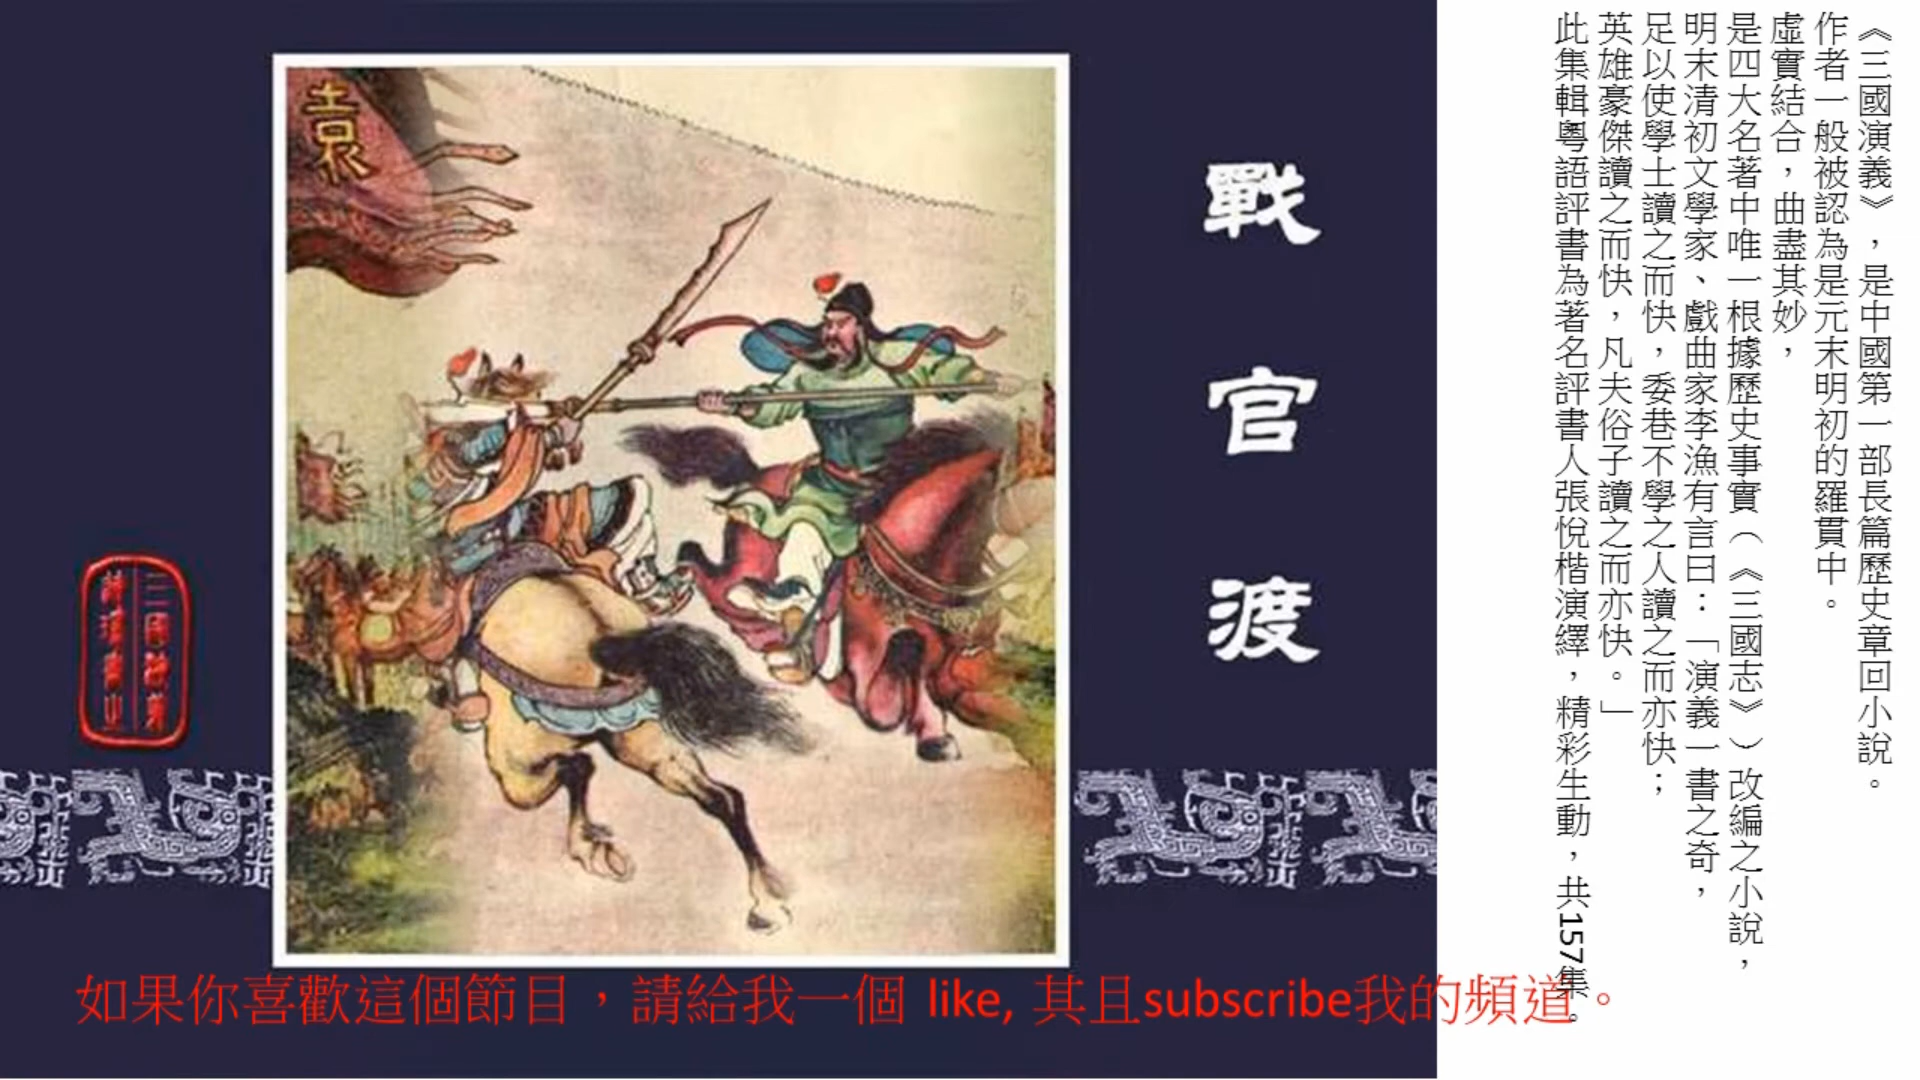 《三國演義》，是中國第一部長篇歷史章回小說。
作者一般被認為是元末明初的羅貫中。
虛實結合，曲盡其妙，
是四大名著中唯一根據歷史事實（《三國志》）改編之小說，
明末清初文學家、戲曲家李漁有言曰：「演義一書之奇，
足以使學士讀之而快，委巷不學之人讀之而亦快；
英雄豪傑讀之而快，凡夫俗子讀之而亦快。」
此集輯粵語評書為著名評書人張悅楷演繹，精彩生動，共157集。
戰官渡
袁
三國
如果你喜歡這個節目，請給我一個 like, 其且subscribe我的頻道。